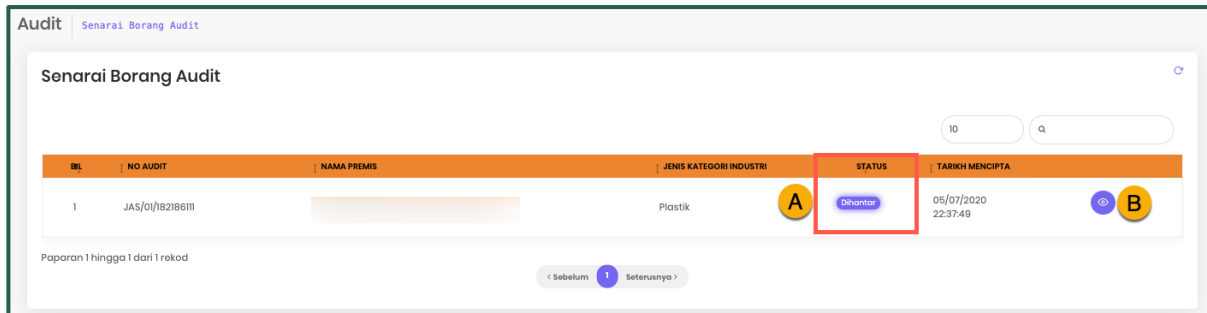 Audit Senarai Borang Audit
Senarai Borang Audit
10
BIL NO AUDIT NAMA PREMIS JENIS KATEGORI INDUSTRI STATUS TARIKH MENCIPTA
1 JAS/01/182186111 Plastik A Dihantar 05/07/2020 B
22:37:49
Paparan 1 hingga 1 dari 1 rekod
< Sebelum 1 Seterusnya >